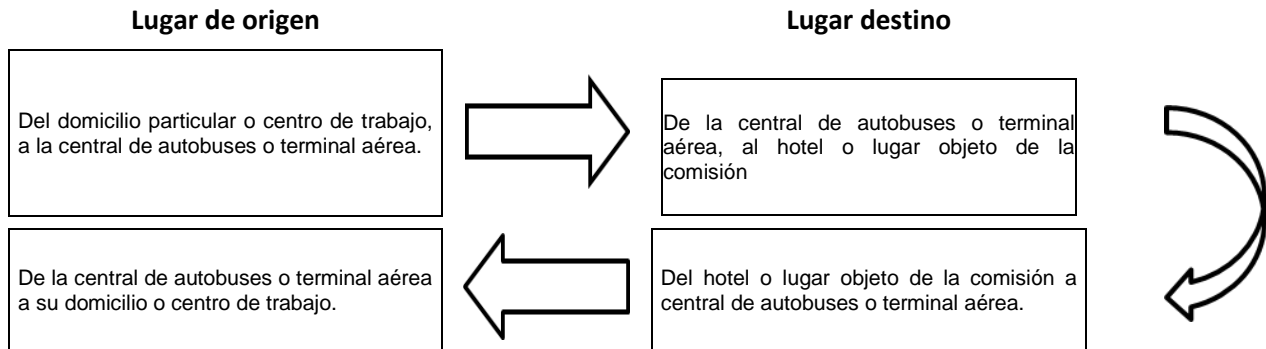 Lugar de origen
Lugar destino
Del domicilio particular o centro de trabajo,
a la central de autobuses o terminal aérea.
De la central de autobuses o terminal
aérea, al hotel o lugar objeto de la
comisión
De la central de autobuses o terminal aérea
a su domicilio o centro de trabajo.
Del hotel o lugar objeto de la comisión a
central de autobuses o terminal aérea.